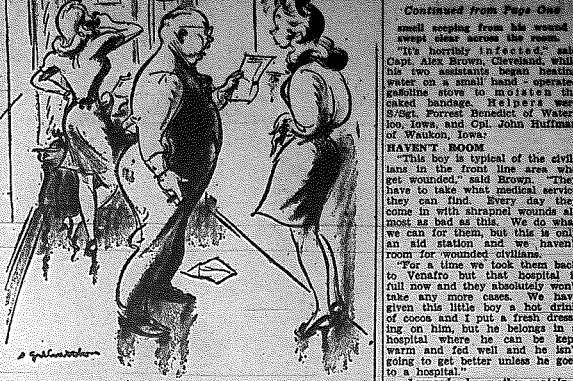 Continued from Page One
smell seeping from his wound
swept clear across the room.
"It's horribly infected," said
Capt. Alex Brown, Cleveland, while
his two assistants began heating
water on a small hand-operated
gasoline stove to moisten the
caked bandage. Helpers were
S/Sgt. Forrest Benedict of Water
loo, Iowa, and Cpl. John Huffman
of Waukon, Iowa.
HAVEN'T ROOM
"This boy is typical of the civil
ians in the front line area who
get wounded," said Brown. "They
have to take what medical service
they can find. Every day they
come in with shrapnel wounds al
most as bad as this. We do what
we can for them, but this is only
an aid station and we haven't
room for wounded civilians.
"For a time we took them back
to Venafro but that hospital is
full now and they absolutely won't
take any more cases. We have
given this little boy a hot drink
of cocoa and I put a fresh dress
ing on him, but he belongs in a
hospital where he can be kept
warm and fed well and he isn't
going to get better unless he goes
to a hospital."